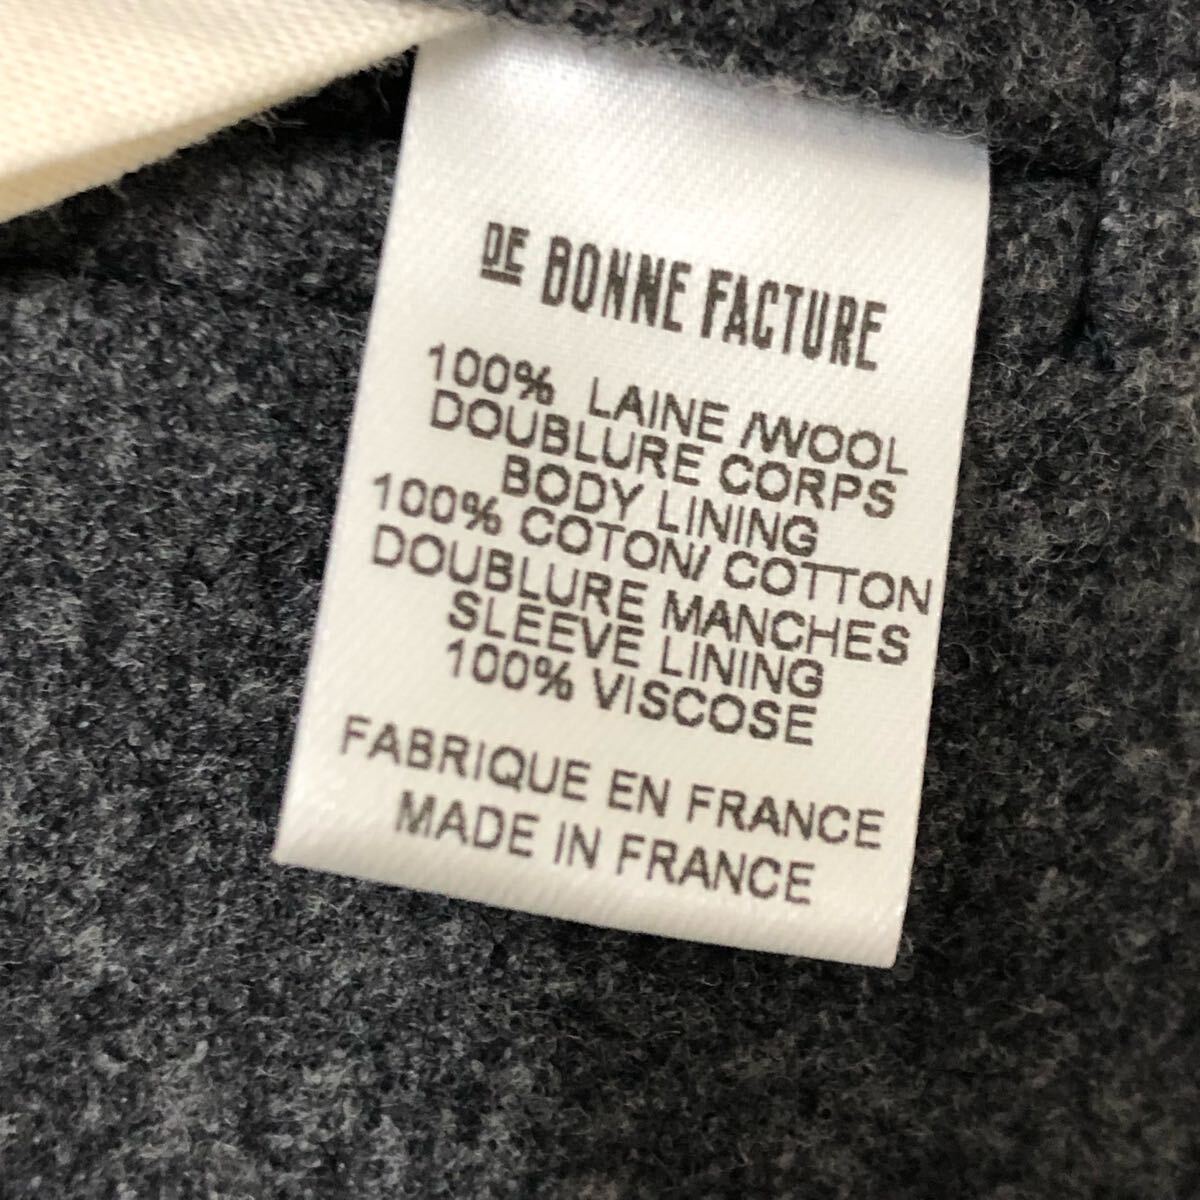 DE BONNE FACTURE
100% LAINE /WOOL
DOUBLURE CORPS
BODY LINING
100% COTON/ COTTON
DOUBLURE MANCHES
SLEEVE LINING
100% VISCOSE
FABRIQUE EN FRANCE
MADE IN FRANCE